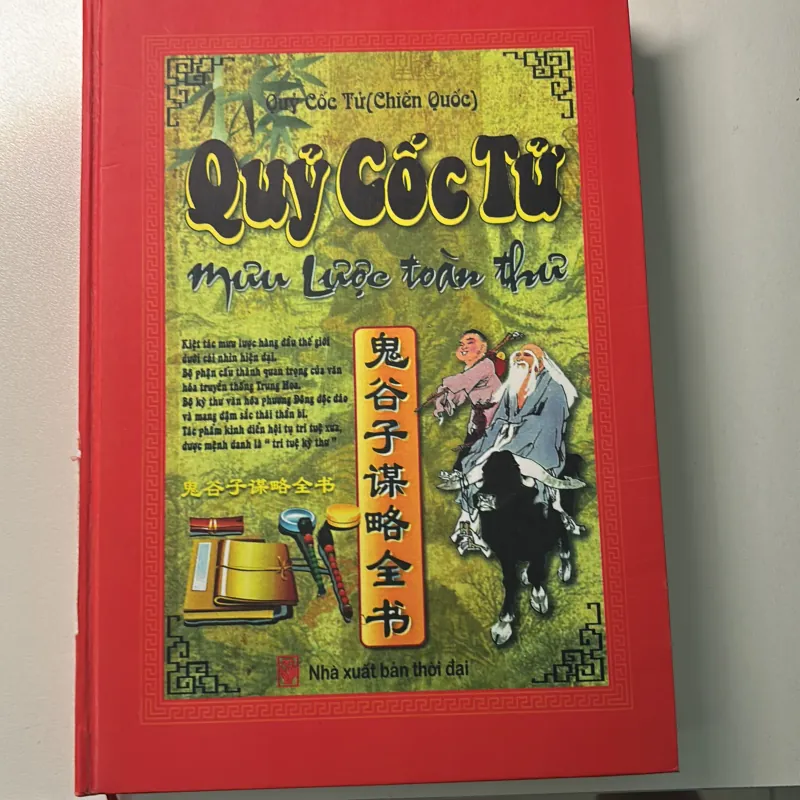 Quỷ Cốc Tử(Chiến Quốc)
Quỷ Cốc Tử
mưu lược toàn thư
Kiệt tác mưu lược hàng đầu thế giới
dưới cái nhìn hiện đại.
Bộ phận cấu thành quan trọng của văn
hóa truyền thống Trung Hoa.
Bộ kỳ thư văn hóa phương Đông độc đáo
và mang đậm sắc thái thần bí.
Tác phẩm kinh điển hội tụ trí tuệ xưa,
được mệnh danh là " trí tuệ kỳ thư "
鬼谷子谋略全书
鬼谷子谋略全书
Nhà xuất bản thời đại